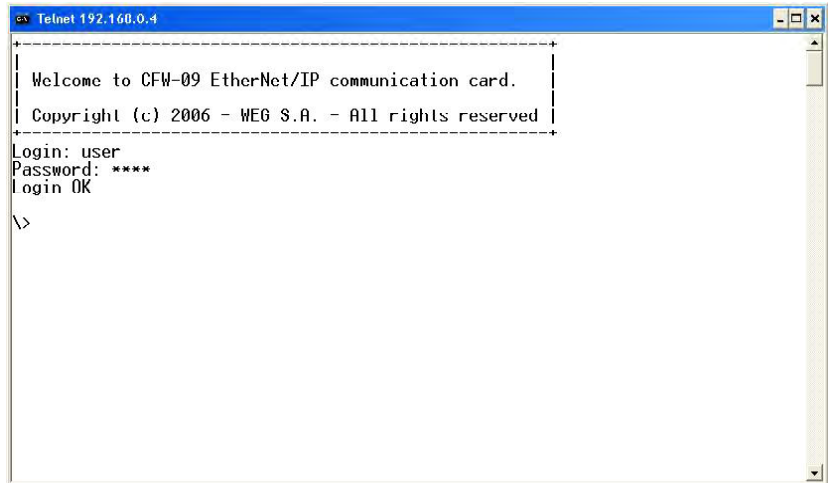 Telnet 192.168.0.4
+----------------------------------------------------------+
Welcome to CFW-09 EtherNet/IP communication card.
Copyright (c) 2006 - WEG S.A. - All rights reserved
+----------------------------------------------------------+
Login: user
Password: ****
Login OK
\>